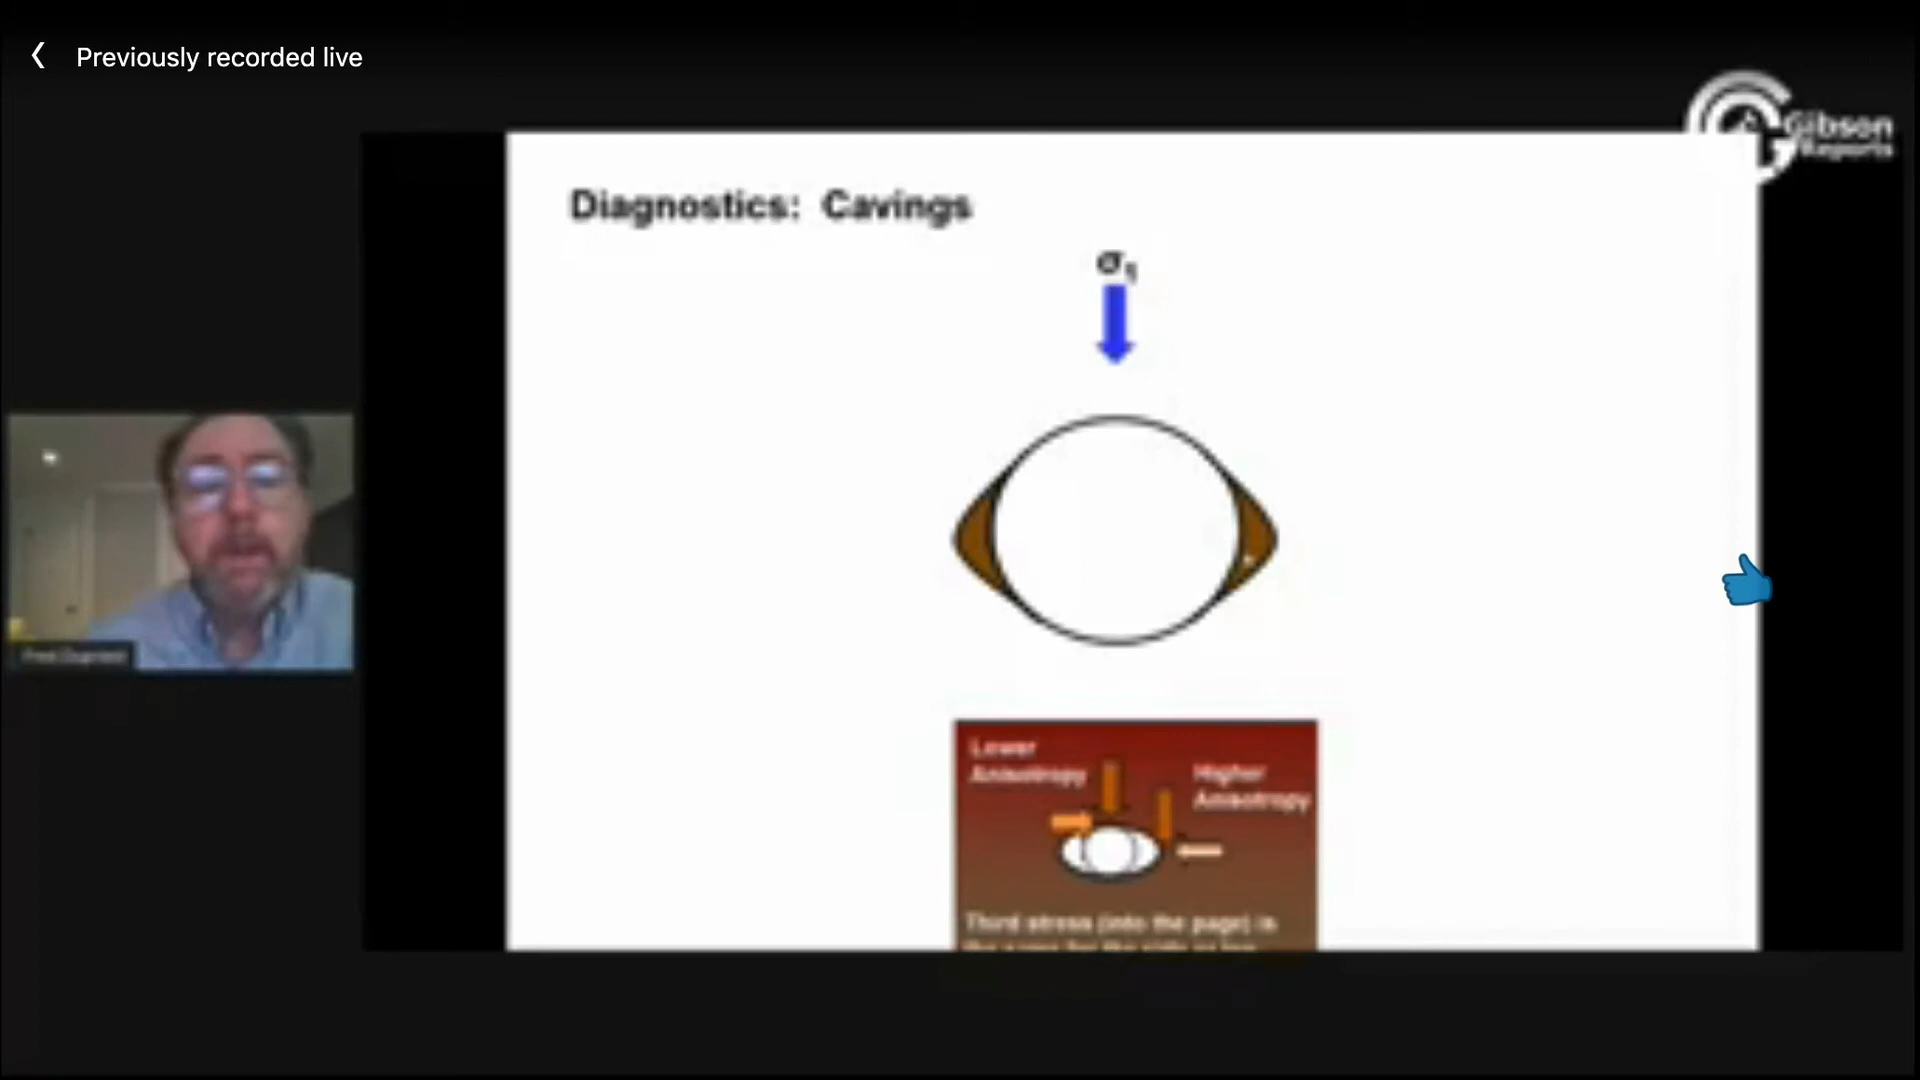 Previously recorded live
Gibson
Reports
Diagnostics: Cavings
σ1
Lower
Anisotropy
Higher
Anisotropy
Third stress (into the page) is